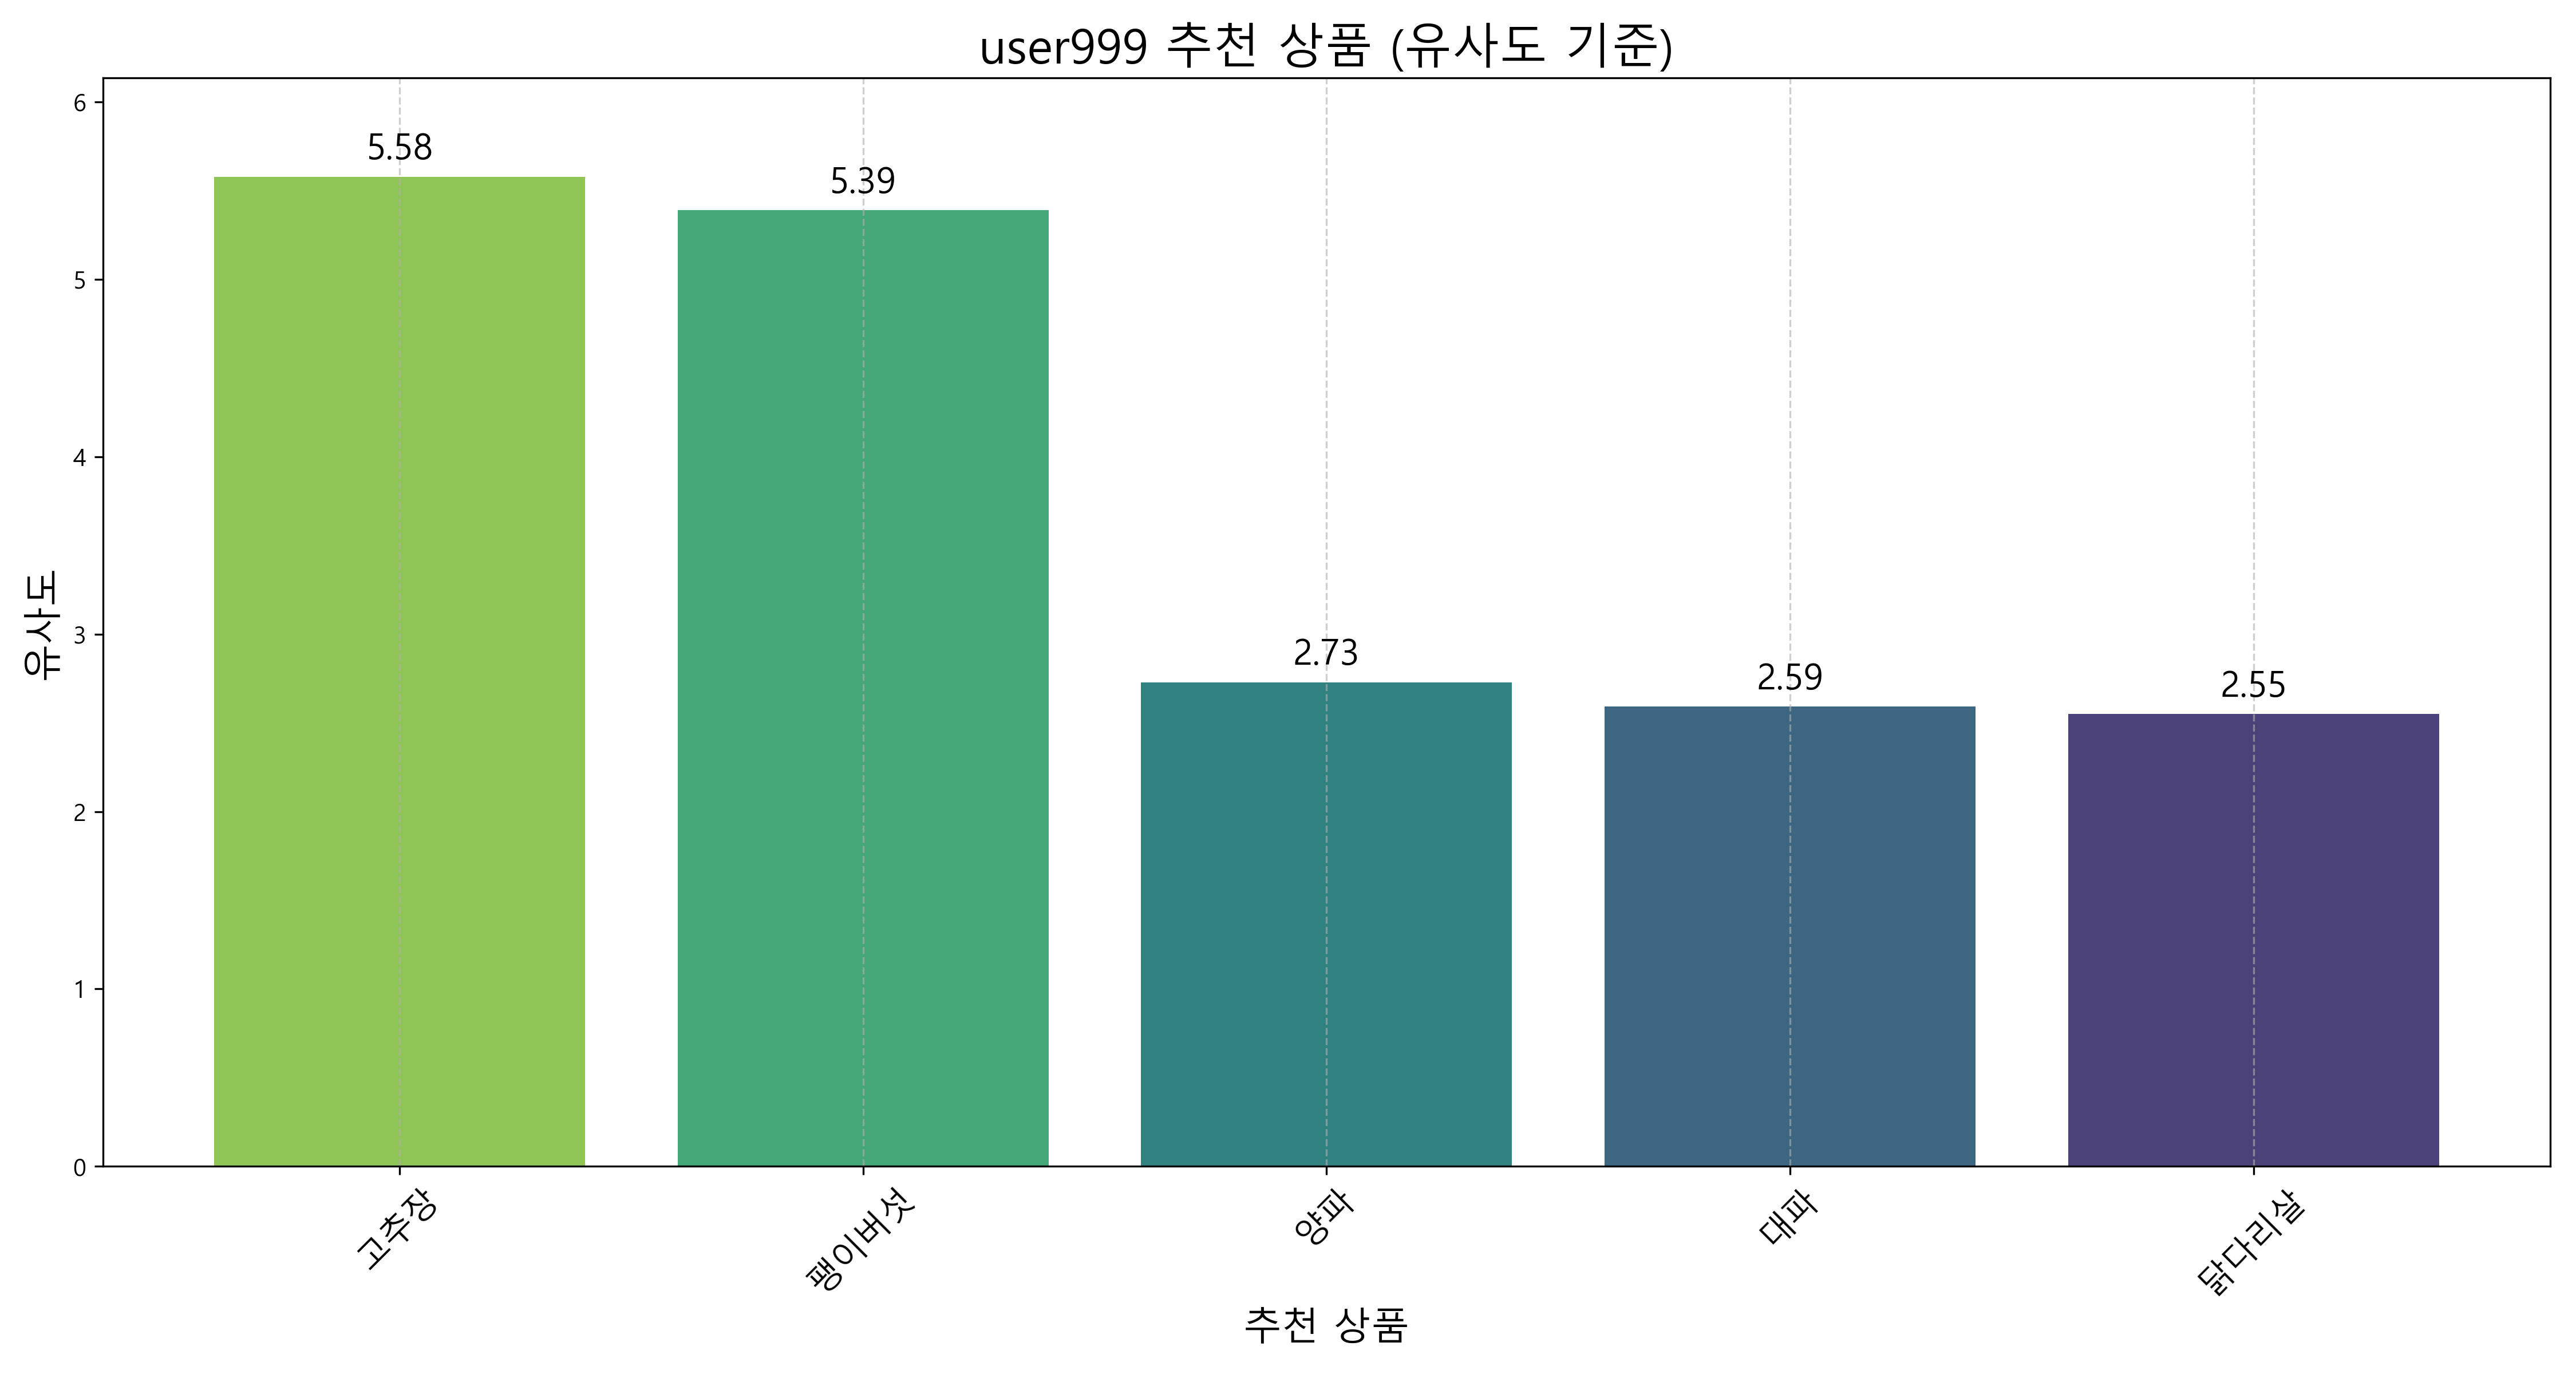 user999 추천 상품 (유사도 기준)
6
5
4
3
2
1
0
유사도
5.58
5.39
2.73
2.59
2.55
고추장
팽이버섯
양파
대파
닭다리살
추천 상품